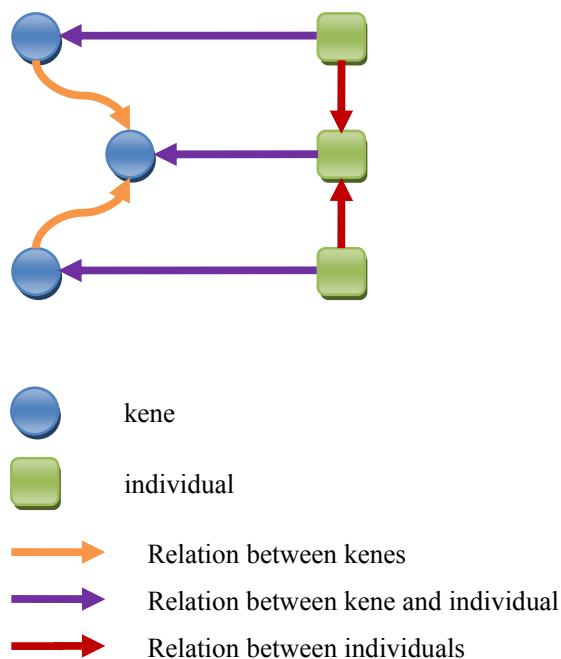 kene
individual
Relation between kenes
Relation between kene and individual
Relation between individuals